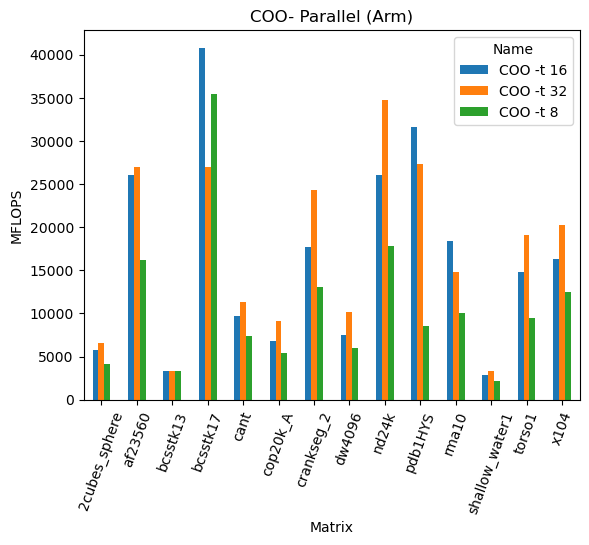 COO- Parallel (Arm)
Name
COO -t 16
COO -t 32
COO -t 8
MFLOPS
40000
35000
30000
25000
20000
15000
10000
5000
0
2cubes_sphere
af23560
bcsstk13
bcsstk17
cant
cop20k_A
crankseg_2
dw4096
nd24k
pdb1HYS
rma10
shallow_water1
torso1
x104
Matrix